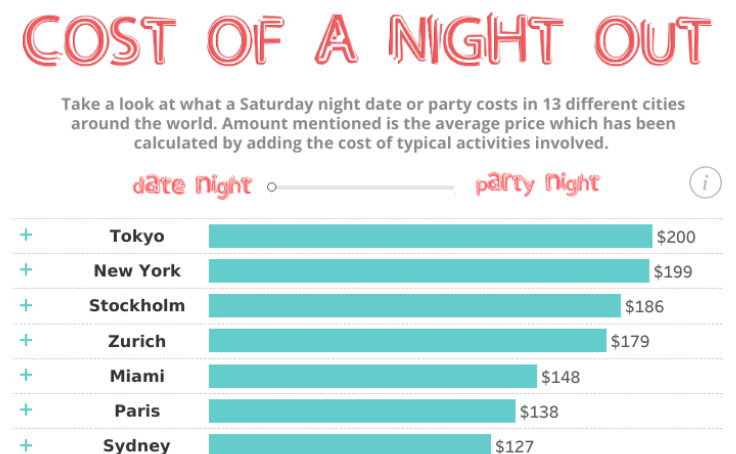 COST OF A NIGHT OUT
Take a look at what a Saturday night date or party costs in 13 different cities
around the world. Amount mentioned is the average price which has been
calculated by adding the cost of typical activities involved.
date night party night i
+ Tokyo $200
+ New York $199
+ Stockholm $186
+ Zurich $179
+ Miami $148
+ Paris $138
+ Sydney $127